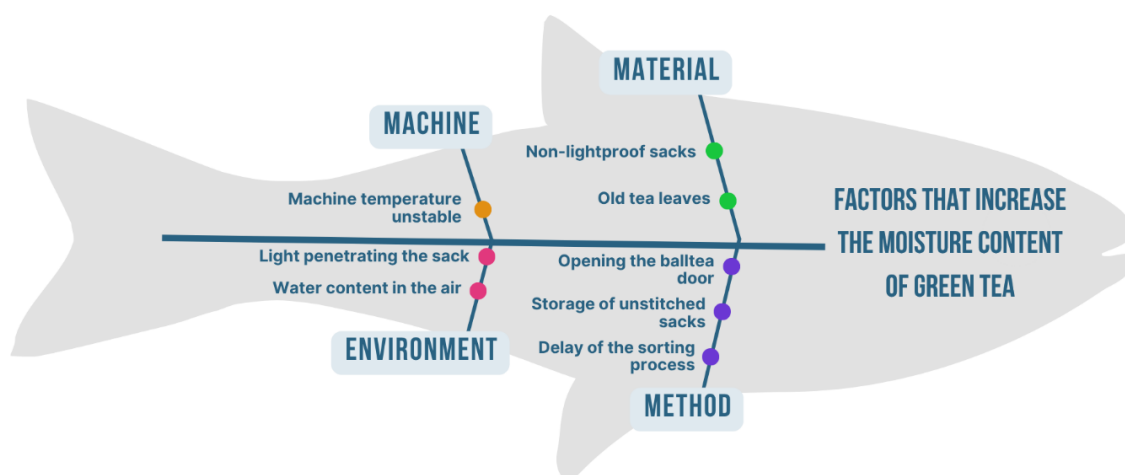 MATERIAL
MACHINE
Non-lightproof sacks
Machine temperature
unstable
Old tea leaves
FACTORS THAT INCREASE
THE MOISTURE CONTENT
OF GREEN TEA
Light penetrating the sack
Water content in the air
Opening the balltea
door
Storage of unstitched
sacks
Delay of the sorting
process
ENVIRONMENT
METHOD